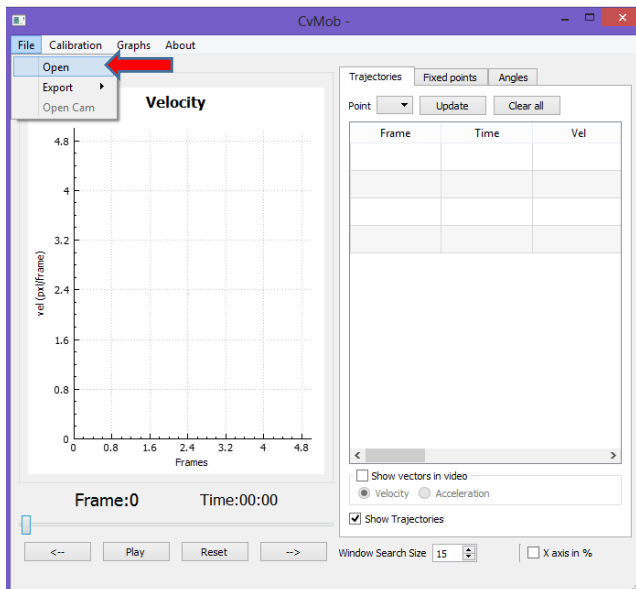 CvMob -
File Calibration Graphs About
Open
Export
Open Cam
Velocity
4.8
4
3.2
2.4
1.6
0.8
0
vel (pxl/frame)
0 0.8 1.6 2.4 3.2 4 4.8
Frames
Frame:0 Time:00:00
<-- Play Reset -->
Trajectories Fixed points Angles
Point Update Clear all
Frame Time Vel
Show vectors in video
Velocity Acceleration
Show Trajectories
Window Search Size 15 X axis in %